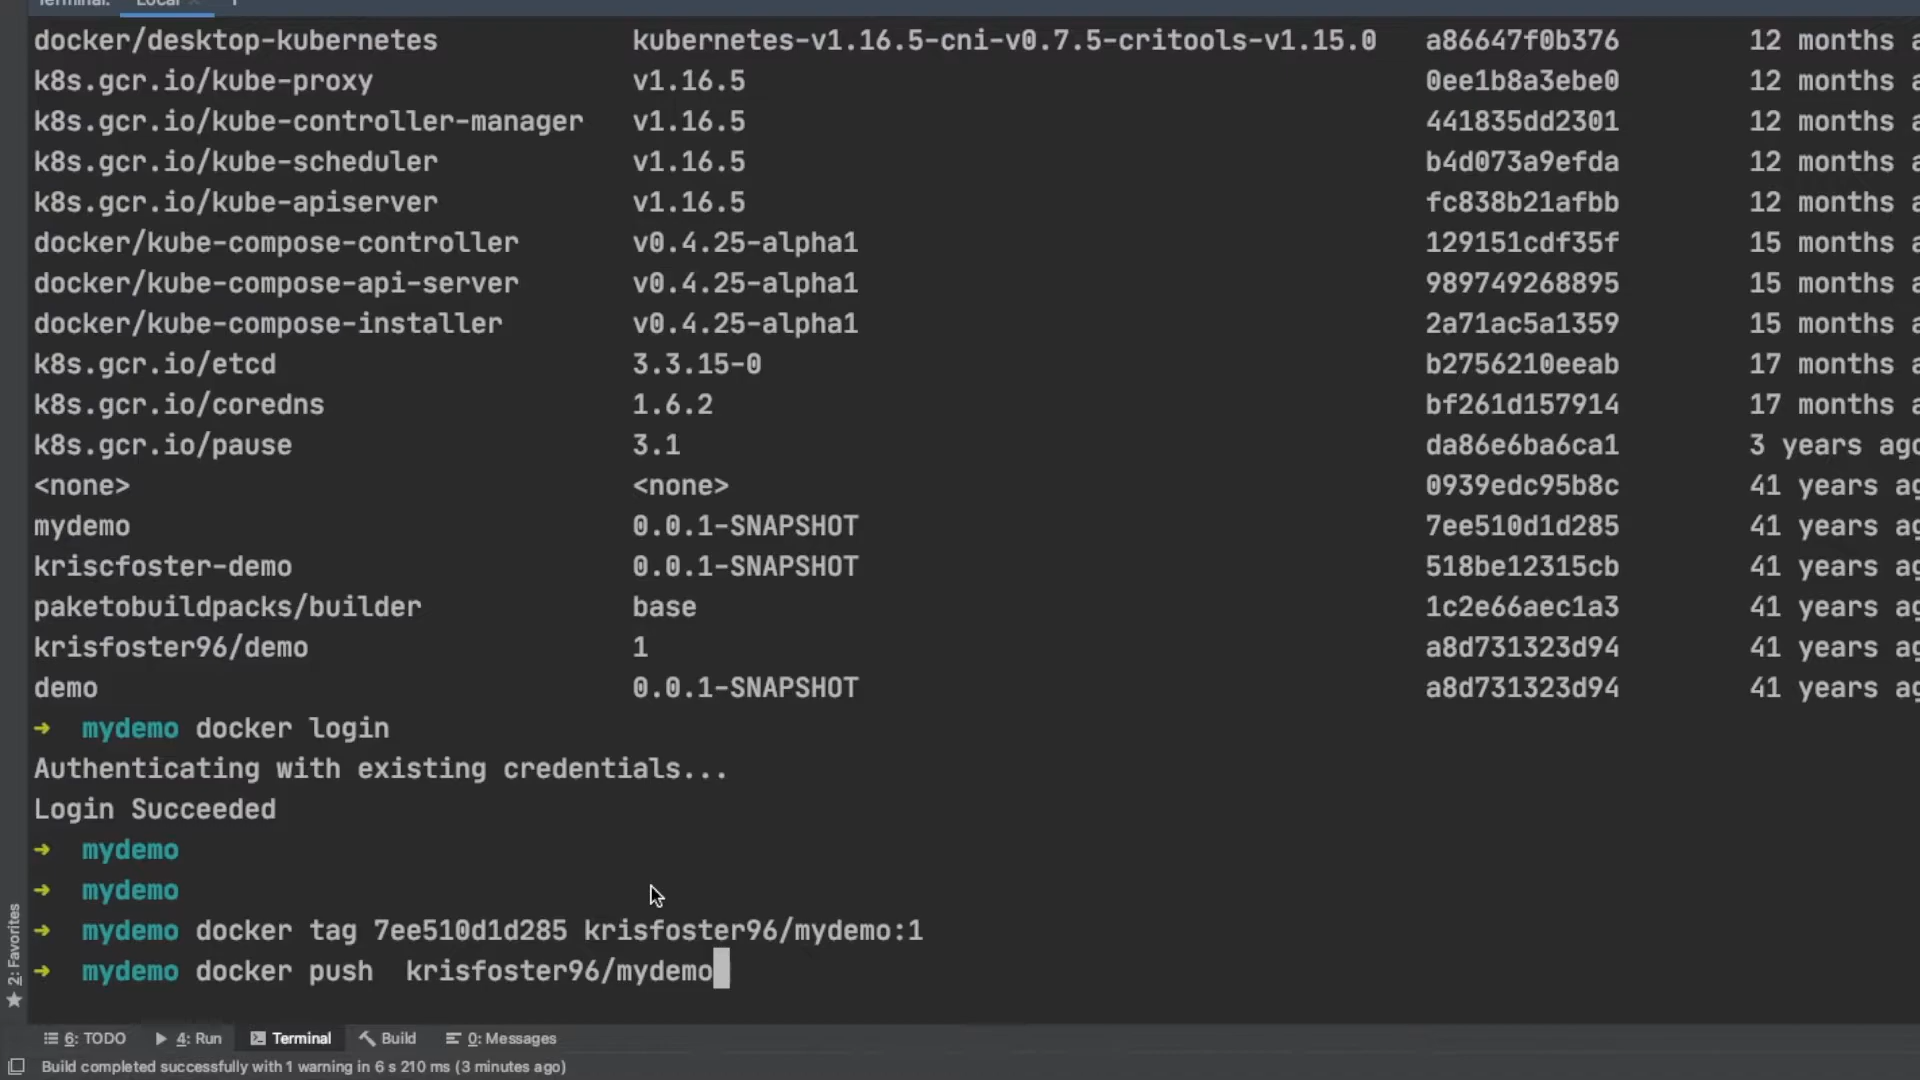 Terminal: Local × +
docker/desktop-kubernetes kubernetes-v1.16.5-cni-v0.7.5-critools-v1.15.0 a86647f0b376 12 months a
k8s.gcr.io/kube-proxy v1.16.5 0ee1b8a3ebe0 12 months a
k8s.gcr.io/kube-controller-manager v1.16.5 441835dd2301 12 months a
k8s.gcr.io/kube-scheduler v1.16.5 b4d073a9efda 12 months a
k8s.gcr.io/kube-apiserver v1.16.5 fc838b21afbb 12 months a
docker/kube-compose-controller v0.4.25-alpha1 129151cdf35f 15 months a
docker/kube-compose-api-server v0.4.25-alpha1 989749268895 15 months a
docker/kube-compose-installer v0.4.25-alpha1 2a71ac5a1359 15 months a
k8s.gcr.io/etcd 3.3.15-0 b2756210eeab 17 months a
k8s.gcr.io/coredns 1.6.2 bf261d157914 17 months a
k8s.gcr.io/pause 3.1 da86e6ba6ca1 3 years ago
<none> <none> 0939edc95b8c 41 years ag
mydemo 0.0.1-SNAPSHOT 7ee510d1d285 41 years ag
kriscfoster-demo 0.0.1-SNAPSHOT 518be12315cb 41 years ag
paketobuildpacks/builder base 1c2e66aec1a3 41 years ag
krisfoster96/demo 1 a8d731323d94 41 years ag
demo 0.0.1-SNAPSHOT a8d731323d94 41 years ag
➜ mydemo docker login
Authenticating with existing credentials...
Login Succeeded
➜ mydemo
➜ mydemo
➜ mydemo docker tag 7ee510d1d285 krisfoster96/mydemo:1
➜ mydemo docker push  krisfoster96/mydemo
2: Favorites
6: TODO 4: Run Terminal Build 0: Messages
Build completed successfully with 1 warning in 6 s 210 ms (3 minutes ago)